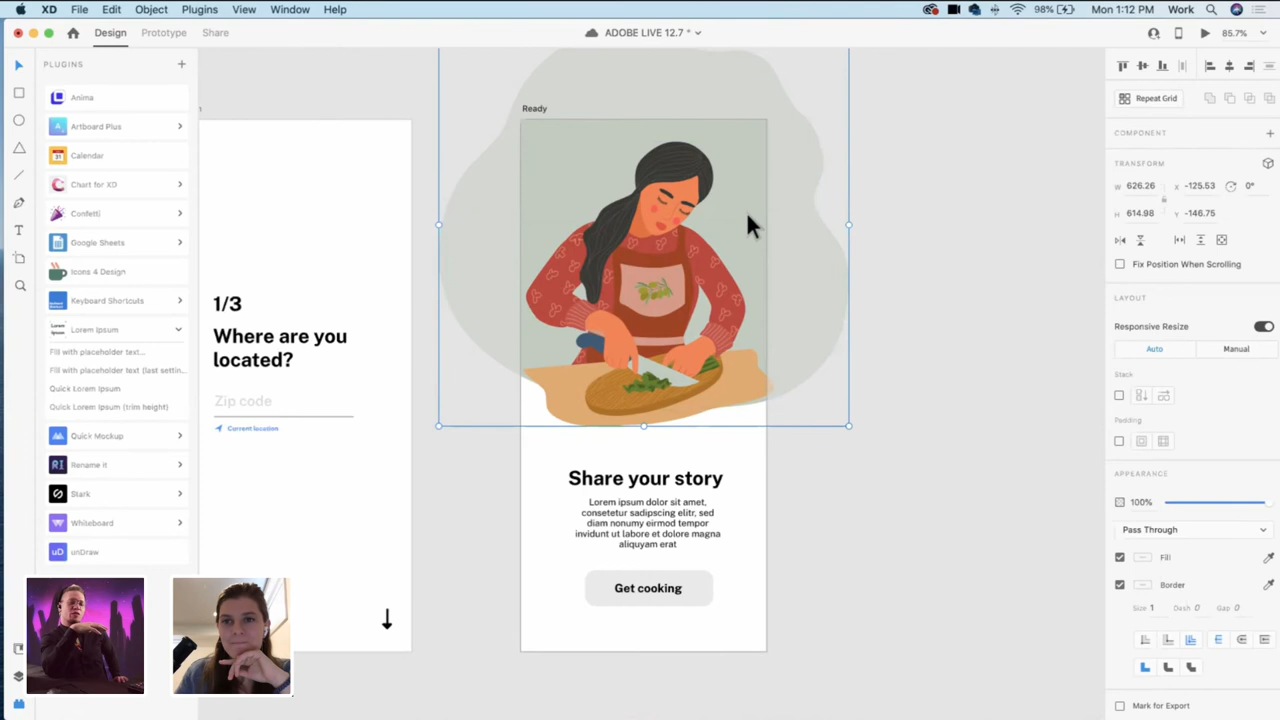 XD File Edit Object Plugins View Window Help
98% Mon 1:12 PM Work
Design Prototype Share
ADOBE LIVE 12.7 *
85.7%
PLUGINS
Anima
Artboard Plus
Calendar
Chart for XD
Confetti
Google Sheets
Icons 4 Design
Keyboard Shortcuts
Lorem Ipsum
Fill with placeholder text...
Fill with placeholder text (last settin...
Quick Lorem Ipsum
Quick Lorem Ipsum (trim height)
Quick Mockup
Rename it
Stark
Whiteboard
unDraw
1/3
Where are you
located?
Zip code
Current location
Ready
Share your story
Lorem ipsum dolor sit amet,
consetetur sadipscing elitr, sed
diam nonumy eirmod tempor
invidunt ut labore et dolore magna
aliquyam erat
Get cooking
Repeat Grid
COMPONENT
TRANSFORM
W 626.26 X -125.53 0°
H 614.98 Y -146.75
Fix Position When Scrolling
LAYOUT
Responsive Resize
Auto Manual
Stack
Padding
APPEARANCE
100%
Pass Through
Fill
Border
Size 1 Dash 0 Gap 0
Mark for Export